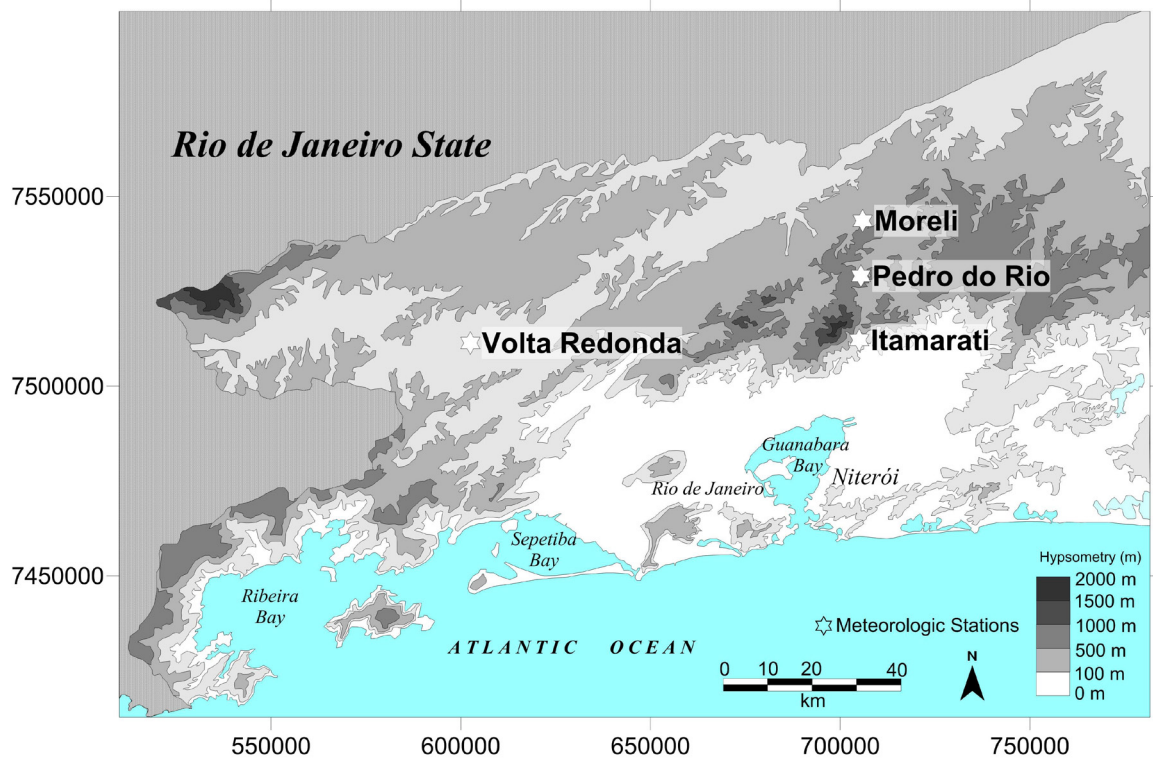 Rio de Janeiro State
7550000
Moreli
Pedro do Rio
Volta Redonda
Itamarati
7500000
Guanabara
Bay
Niterói
Rio de Janeiro
Sepetiba
Bay
7450000
Ribeira
Bay
ATLANTIC OCEAN
Hypsometry (m)
2000 m
1500 m
1000 m
500 m
100 m
0 m
Meteorologic Stations
0 10 20 40
km
N
550000 600000 650000 700000 750000